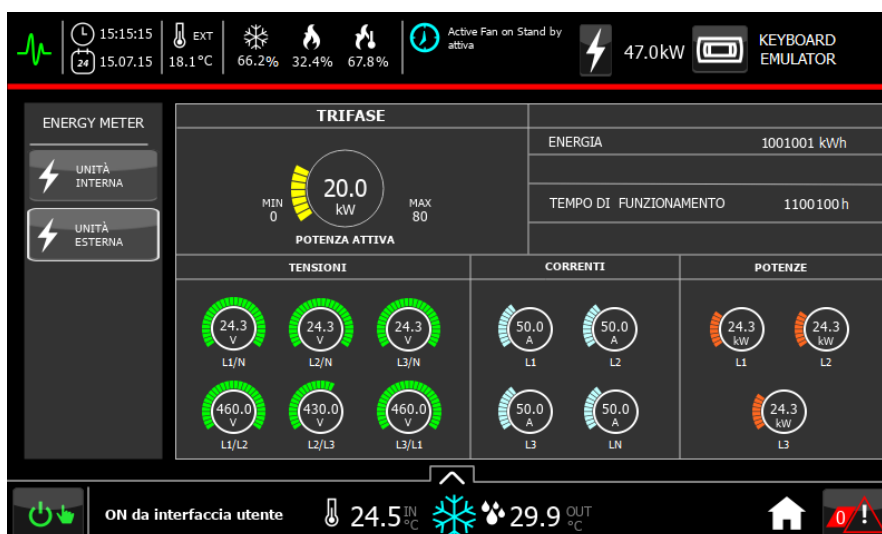 15:15:15
24 15.07.15
EXT
18.1°C
66.2% 32.4% 67.8%
Active Fan on Stand by
attiva
47.0kW
KEYBOARD
EMULATOR
ENERGY METER
UNITÀ
INTERNA
UNITÀ
ESTERNA
TRIFASE
20.0
kW
MIN
0
MAX
80
POTENZA ATTIVA
ENERGIA 1001001 kWh
TEMPO DI FUNZIONAMENTO 1100100 h
TENSIONI
24.3 24.3 24.3
V V V
L1/N L2/N L3/N
460.0 430.0 460.0
V V V
L1/L2 L2/L3 L3/L1
CORRENTI
50.0 50.0
A A
L1 L2
50.0 50.0
A A
L3 LN
POTENZE
24.3 24.3
kW kW
L1 L2
24.3
kW
L3
ON da interfaccia utente
24.5 IN °C
29.9 OUT °C
0 !